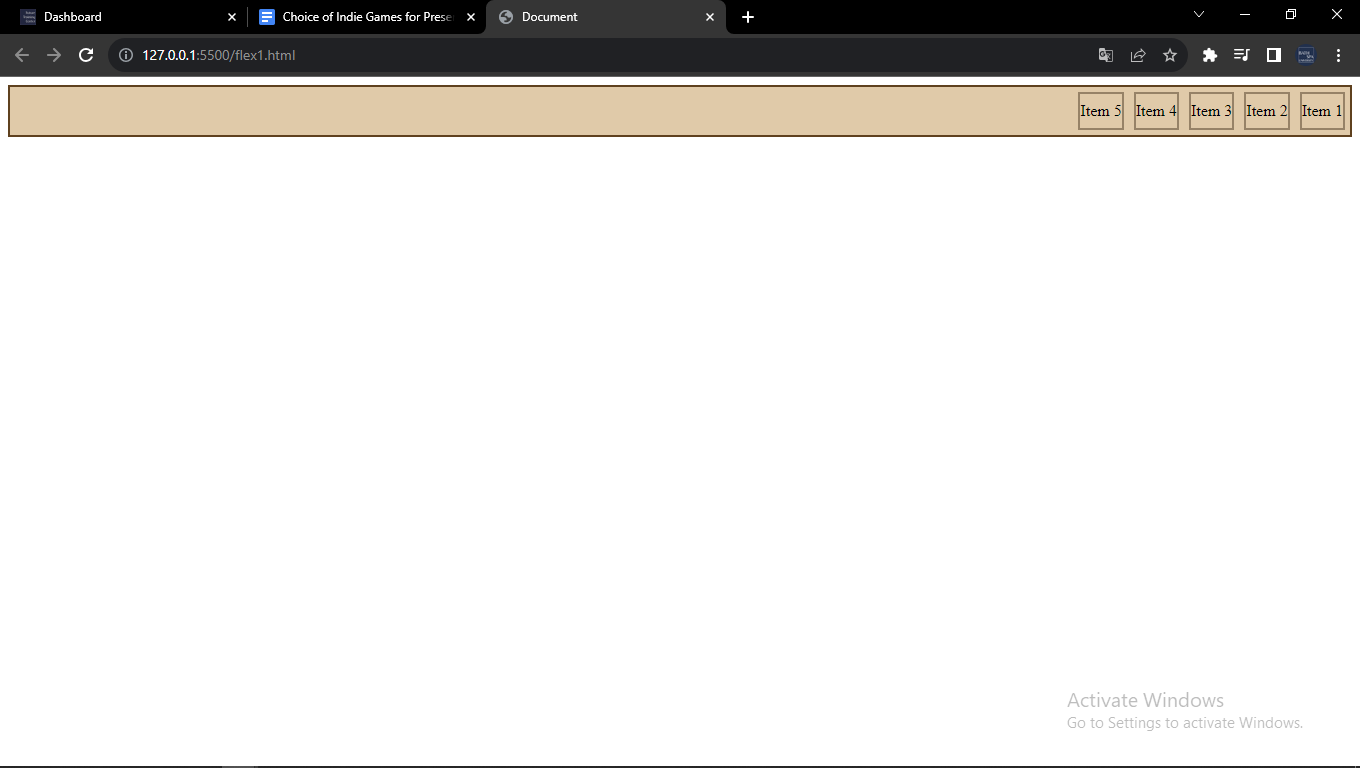 Dashboard
Choice of Indie Games for Prese
Document
127.0.0.1:5500/flex1.html
Item 5 Item 4 Item 3 Item 2 Item 1
Activate Windows
Go to Settings to activate Windows.